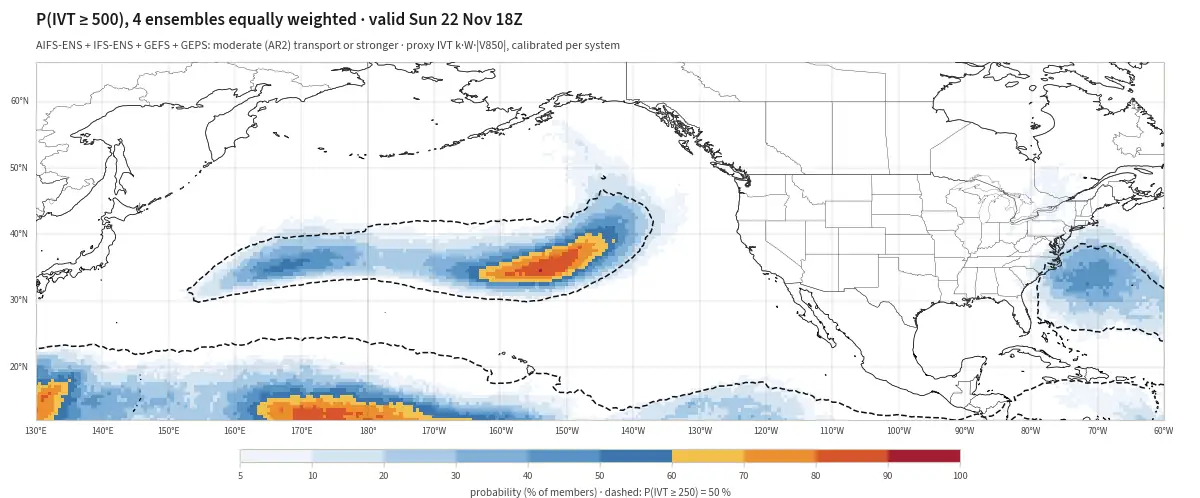 P(IVT ≥ 500), 4 ensembles equally weighted · valid Sun 22 Nov 18Z
AIFS-ENS + IFS-ENS + GEFS + GEPS: moderate (AR2) transport or stronger · proxy IVT k·W·|V850|, calibrated per system
60°N
50°N
40°N
30°N
20°N
130°E 140°E 150°E 160°E 170°E 180° 170°W 160°W 150°W 140°W 130°W 120°W 110°W 100°W 90°W 80°W 70°W 60°W
5 10 20 30 40 50 60 70 80 90 100
probability (% of members) · dashed: P(IVT ≥ 250) = 50 %